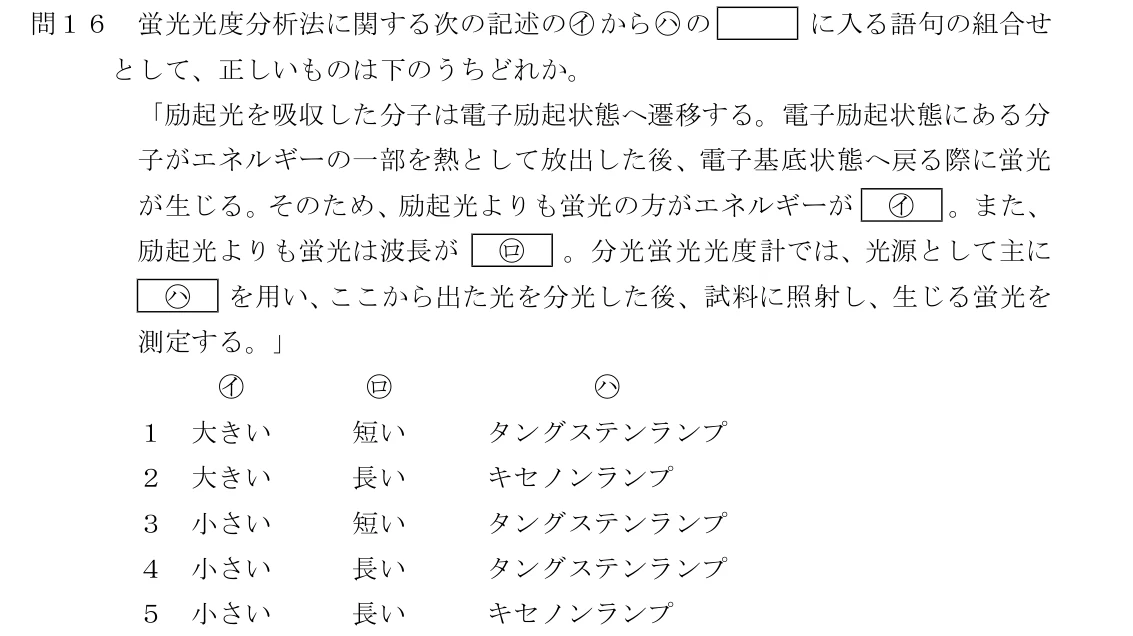 問１６　蛍光光度分析法に関する次の記述の㋑から㋩の　　　に入る語句の組合せ
として、正しいものは下のうちどれか。
「励起光を吸収した分子は電子励起状態へ遷移する。電子励起状態にある分
子がエネルギーの一部を熱として放出した後、電子基底状態へ戻る際に蛍光
が生じる。そのため、励起光よりも蛍光の方がエネルギーが ㋑ 。また、
励起光よりも蛍光は波長が ㋺ 。分光蛍光光度計では、光源として主に
㋩ を用い、ここから出た光を分光した後、試料に照射し、生じる蛍光を
測定する。」
㋑　㋺　㋩
１　大きい　短い　タングステンランプ
２　大きい　長い　キセノンランプ
３　小さい　短い　タングステンランプ
４　小さい　長い　タングステンランプ
５　小さい　長い　キセノンランプ